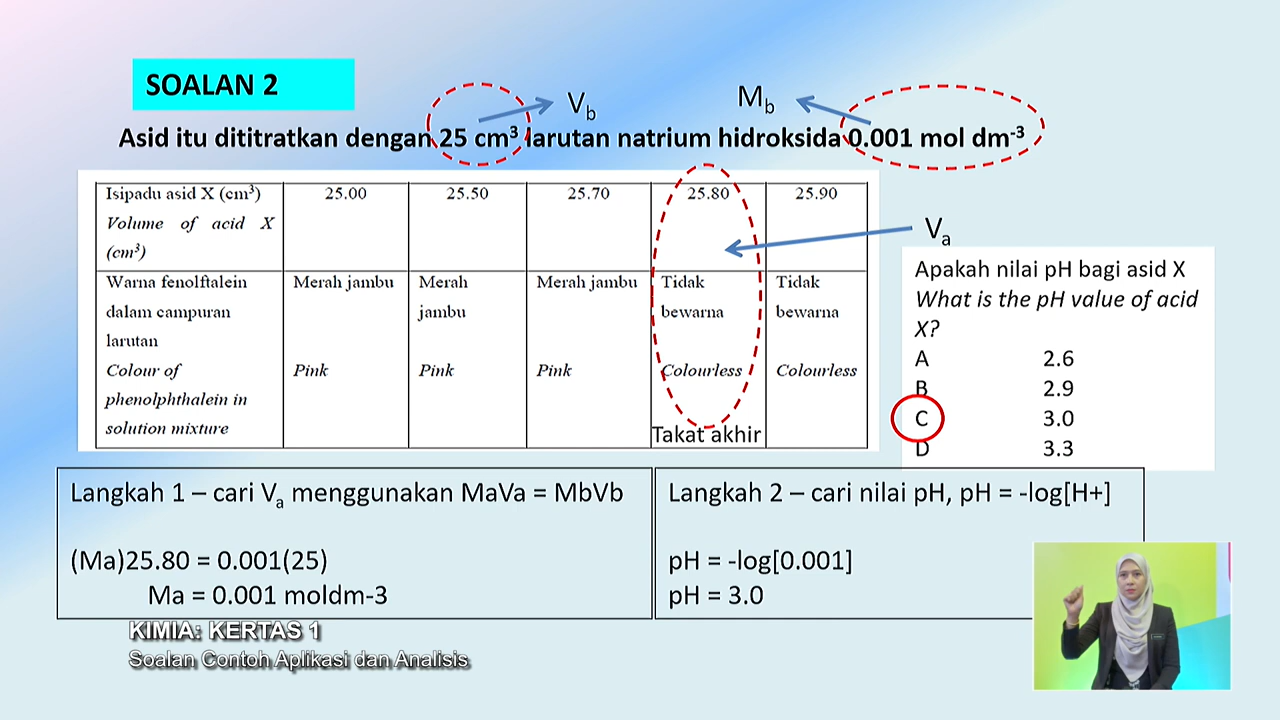 SOALAN 2
Vb
Mb
Asid itu dititratkan dengan 25 cm³ larutan natrium hidroksida 0.001 mol dm⁻³
Isipadu asid X (cm³)
Volume of acid X
(cm³)
25.00
25.50
25.70
25.80
25.90
Va
Warna fenolftalein
dalam campuran
larutan
Colour of
phenolphthalein in
solution mixture
Merah jambu
Pink
Merah
jambu
Pink
Merah jambu
Pink
Tidak
bewarna
Colourless
Takat akhir
Tidak
bewarna
Colourless
Apakah nilai pH bagi asid X
What is the pH value of acid
X?
A 2.6
B 2.9
C 3.0
D 3.3
Langkah 1 – cari Va menggunakan MaVa = MbVb
(Ma)25.80 = 0.001(25)
Ma = 0.001 moldm-3
Langkah 2 – cari nilai pH, pH = -log[H+]
pH = -log[0.001]
pH = 3.0
KIMIA: KERTAS 1
Soalan Contoh Aplikasi dan Analisis